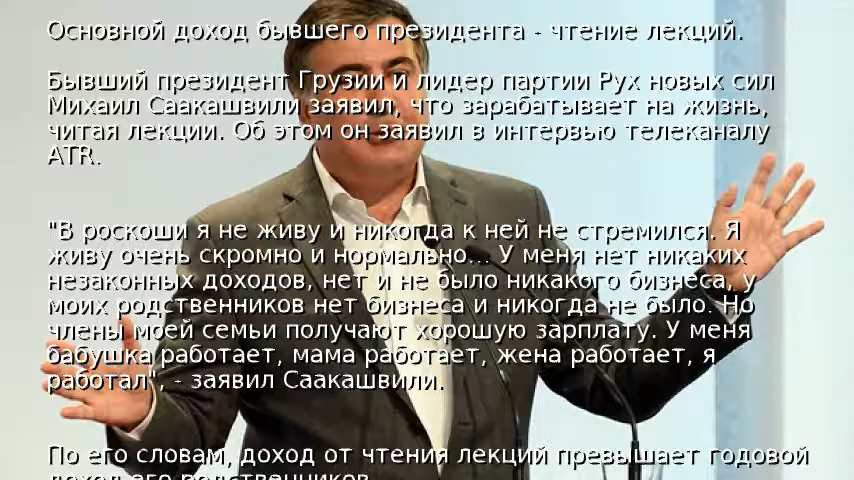 Основной доход бывшего президента - чтение лекций.
Бывший президент Грузии и лидер партии Рух новых сил
Михаил Саакашвили заявил, что зарабатывает на жизнь,
читая лекции. Об этом он заявил в интервью телеканалу
ATR.
"В роскоши я не живу и никогда к ней не стремился. Я
живу очень скромно и нормально... У меня нет никаких
незаконных доходов, нет и не было никакого бизнеса, у
моих родственников нет бизнеса и никогда не было. Но
члены моей семьи получают хорошую зарплату. У меня
бабушка работает, мама работает, жена работает, я
работал", - заявил Саакашвили.
По его словам, доход от чтения лекций превышает годовой
доход его родственников.